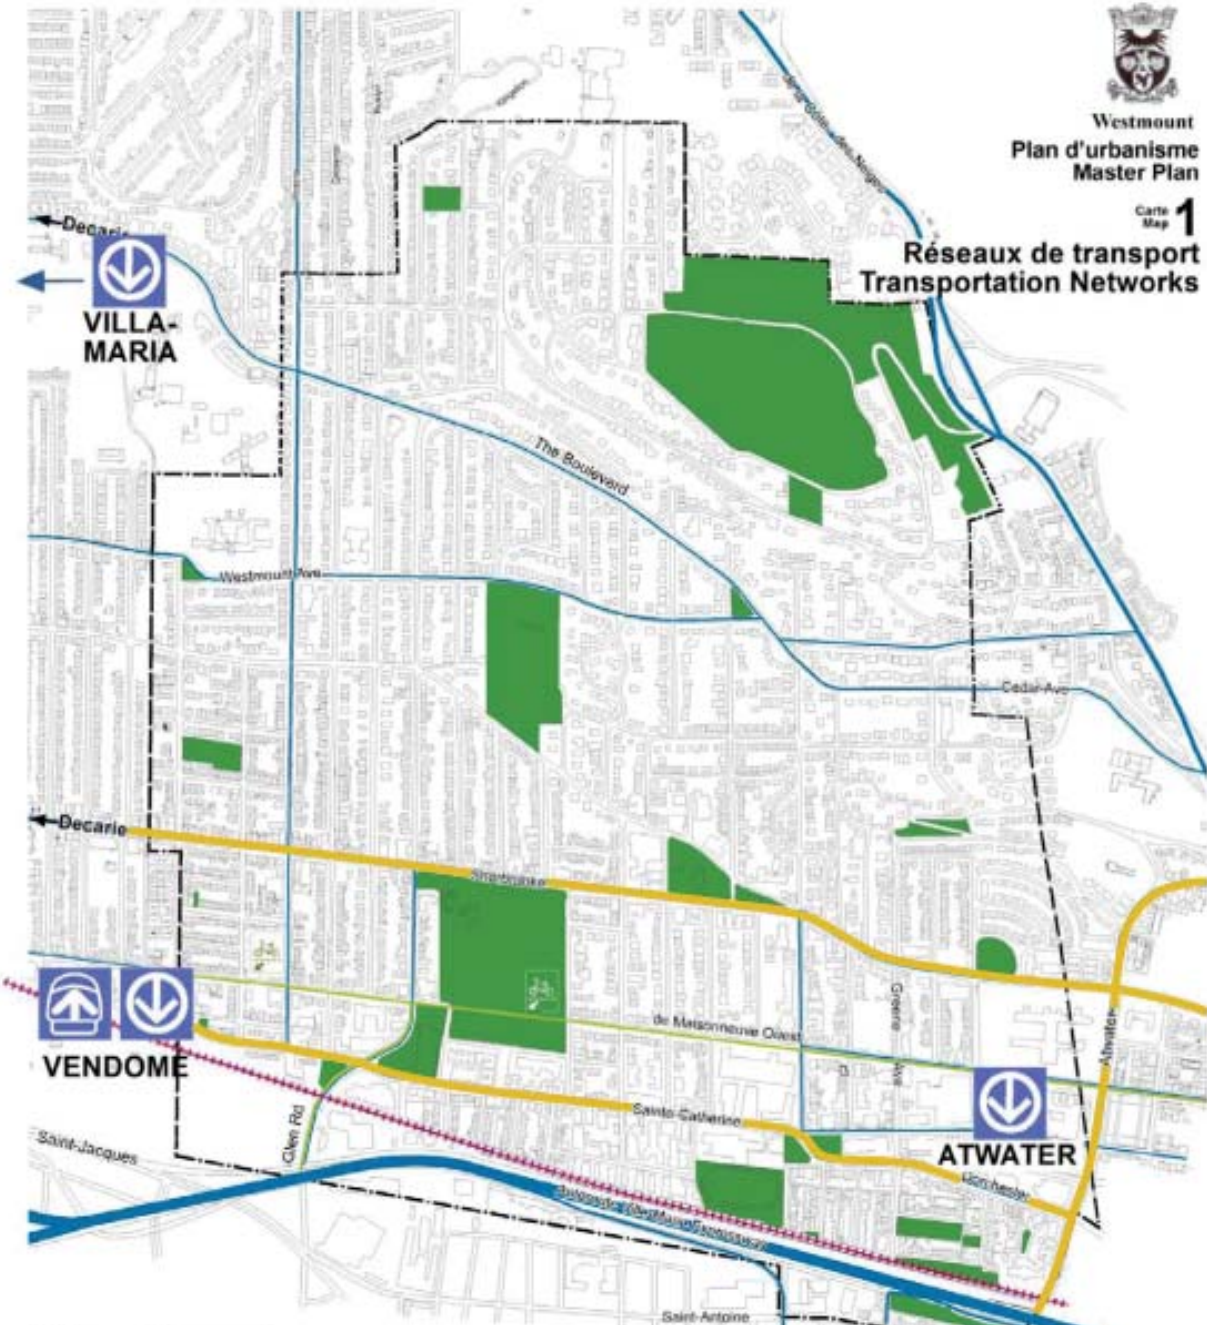 Westmount
Plan d'urbanisme
Master Plan
Carte
Map 1
Réseaux de transport
Transportation Networks
Decarie
VILLA-
MARIA
The Boulevard
Westmount Ave
Cedar Ave
Decarie
Sherbrooke
de Maisonneuve Ouest
Greene Ave
Atwater
VENDOME
Sainte-Catherine
Glen Rd
Saint-Jacques
ATWATER
Dorchester
Saint-Antoine